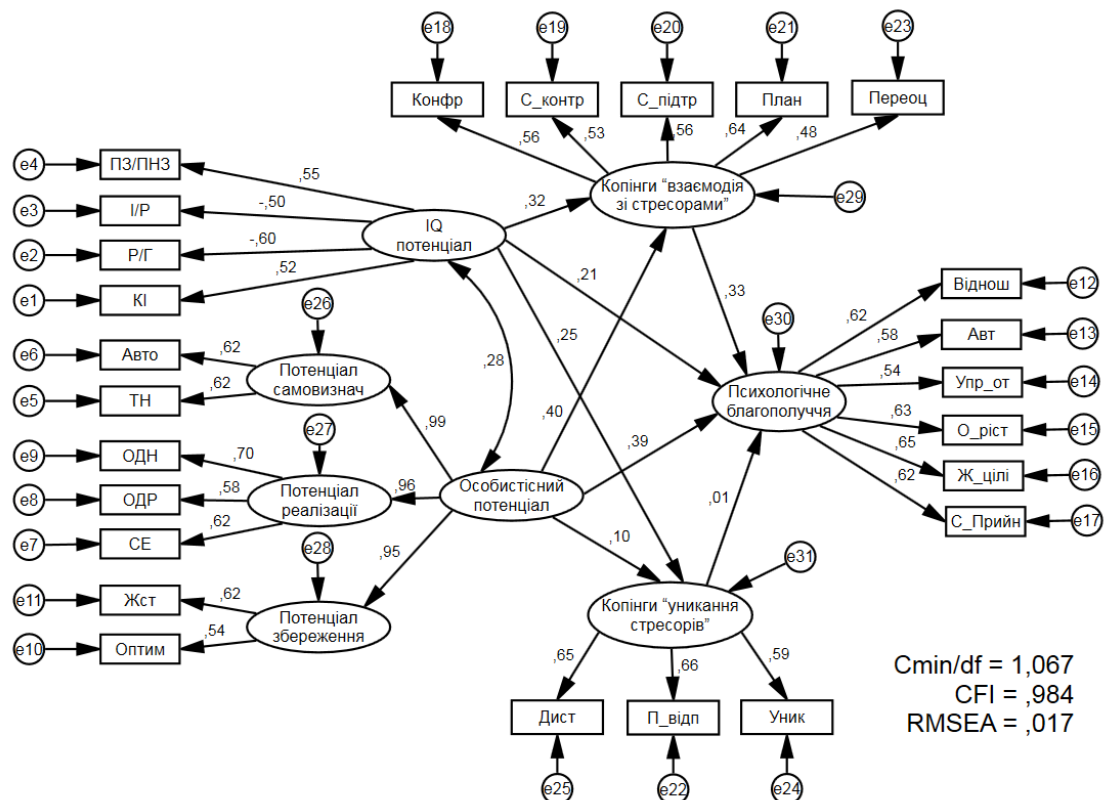 e18
e19
e20
e21
e23
Конфр
С_контр
С_підтр
План
Переоц
,56
,53
,56
,64
,48
e4
ПЗ/ПНЗ
,55
e3
І/Р
-,50
e2
Р/Г
-,60
e1
КІ
,52
IQ
потенціал
,32
Копінги “взаємодія
зі стресорами”
e29
,21
,25
,33
,28
,40
e26
e6
Авто
,62
e5
ТН
,62
Потенціал
самовизнач
,99
e27
e9
ОДН
,70
e8
ОДР
,58
e7
СЕ
,62
Потенціал
реалізації
,96
Особистісний
потенціал
,39
,10
,01
e28
,95
e11
Жст
,62
e10
Оптим
,54
Потенціал
збереження
e30
Психологічне
благополуччя
,62
Віднош
e12
,58
Авт
e13
,54
Упр_от
e14
,63
О_ріст
e15
,65
Ж_цілі
e16
,62
С_Прийн
e17
e31
Копінги “уникання
стресорів”
,65
,66
,59
Дист
П_відп
Уник
e25
e22
e24
Cmin/df = 1,067
CFI = ,984
RMSEA = ,017